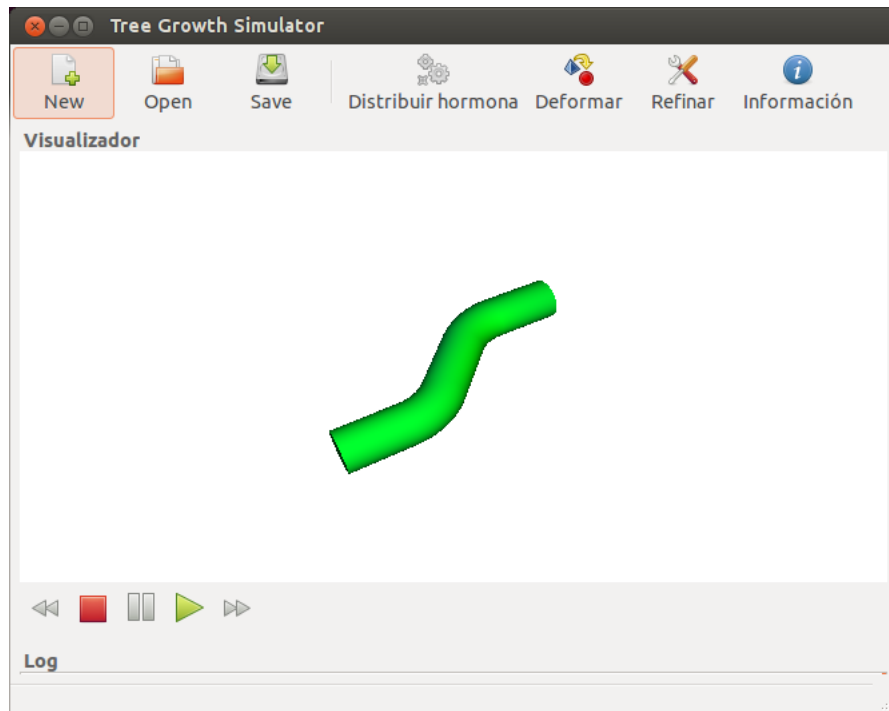 Tree Growth Simulator
New Open Save Distribuir hormona Deformar Refinar Información
Visualizador
Log